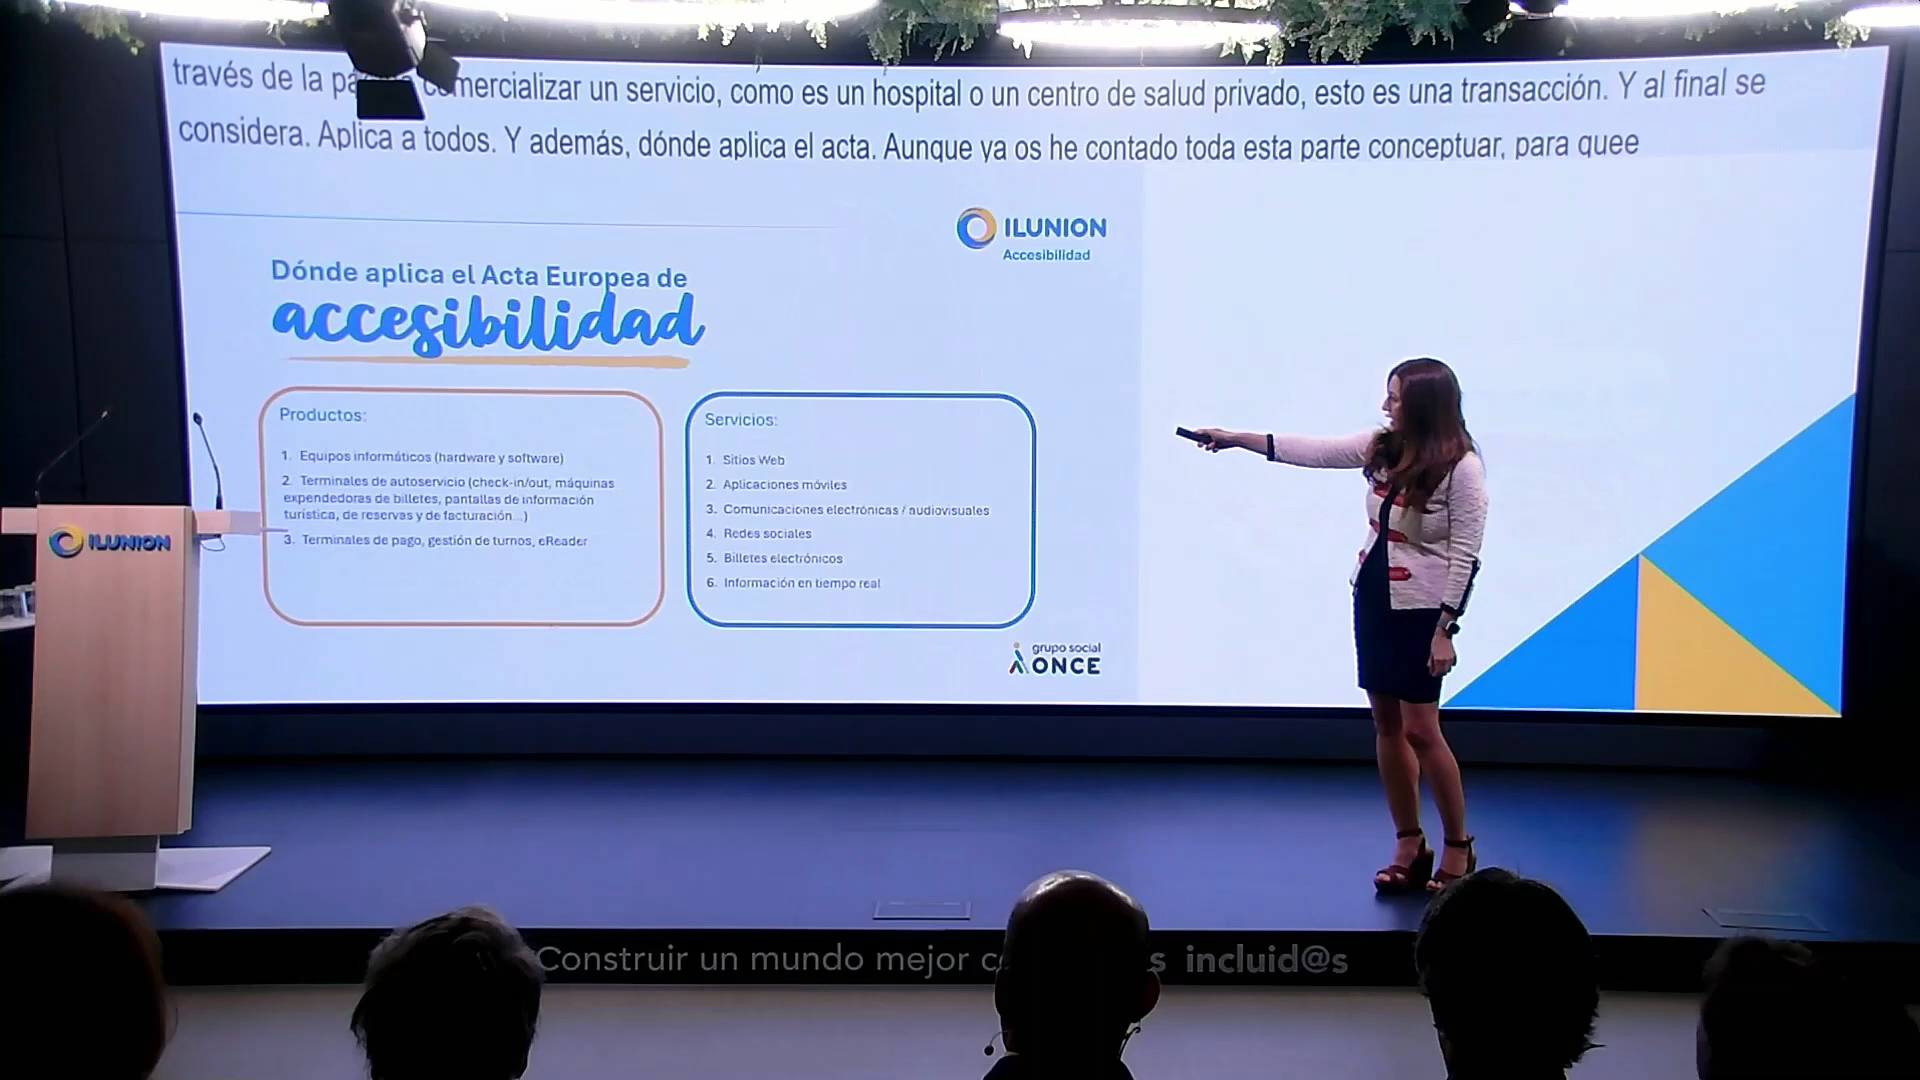 través de la comercializar un servicio, como es un hospital o un centro de salud privado, esto es una transacción. Y al final se
considera. Aplica a todos. Y además, dónde aplica el acta. Aunque ya os he contado toda esta parte conceptuar, para quee
ILUNION
Accesibilidad
Dónde aplica el Acta Europea de
accesibilidad
Productos:
1. Equipos informáticos (hardware y software)
2. Terminales de autoservicio (check-in/out, máquinas
expendedoras de billetes, pantallas de información
turística, de reservas y de facturación...)
3. Terminales de pago, gestión de turnos, eReader
Servicios:
1. Sitios Web
2. Aplicaciones móviles
3. Comunicaciones electrónicas / audiovisuales
4. Redes sociales
5. Billetes electrónicos
6. Información en tiempo real
grupo social
ONCE
ILUNION
Construir un mundo mejor incluid@s